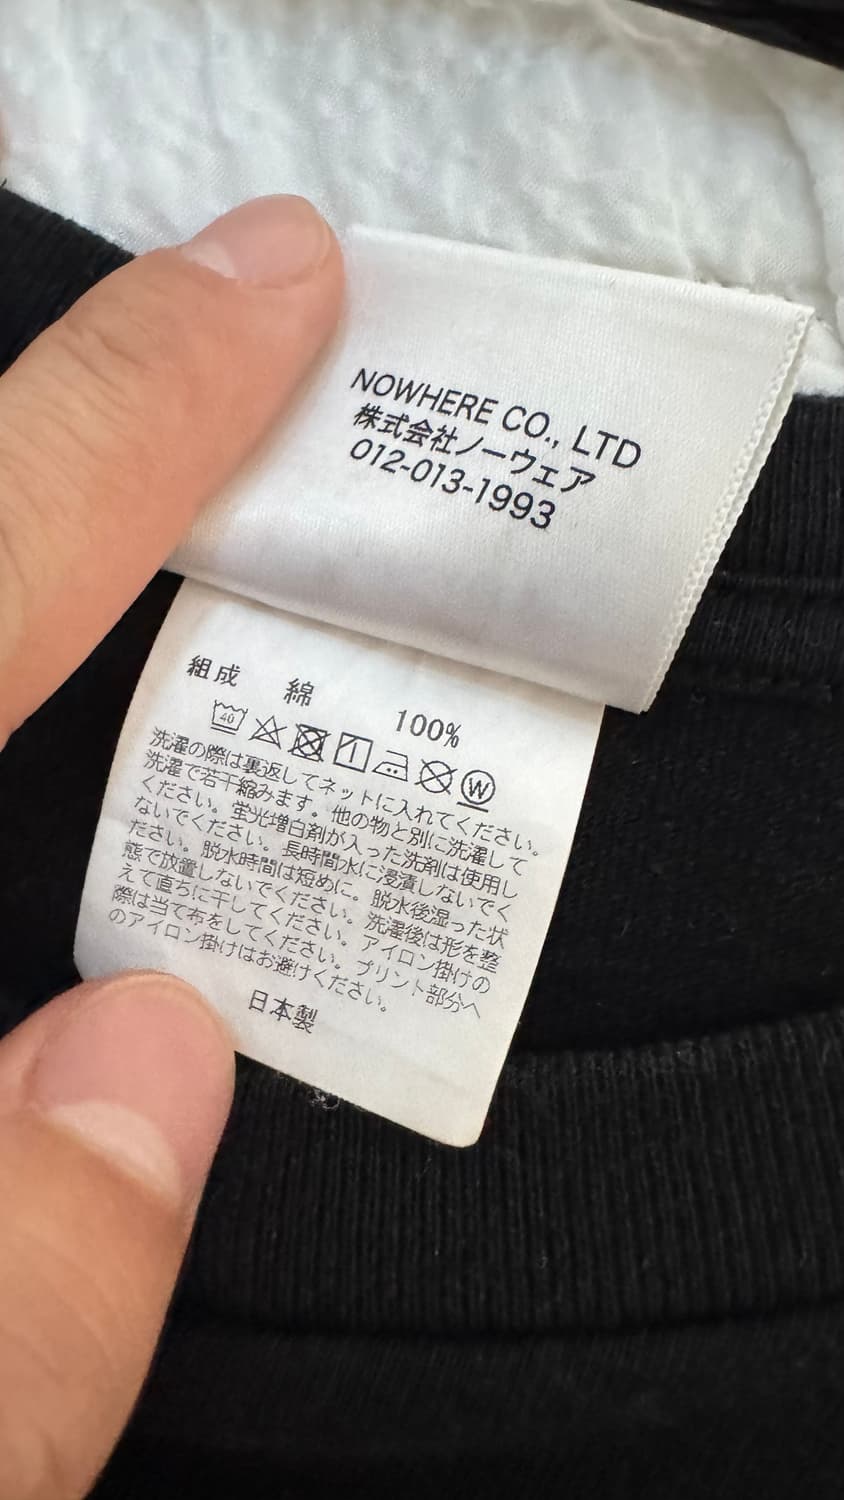 NOWHERE CO., LTD
株式会社ノーウェア
012-013-1993
組成 綿 100%
40 W
洗濯の際は裏返してネットに入れてください。
洗濯で若干縮みます。他の物と別に洗濯して
ください。蛍光増白剤が入った洗剤は使用し
ないでください。長時間水に浸漬しないでく
ださい。脱水時間は短めに。脱水後湿った状
態で放置しないでください。洗濯後は形を整
えて直ちに干してください。アイロン掛けの
際は当て布をしてください。プリント部分へ
のアイロン掛けはお避けください。
日本製